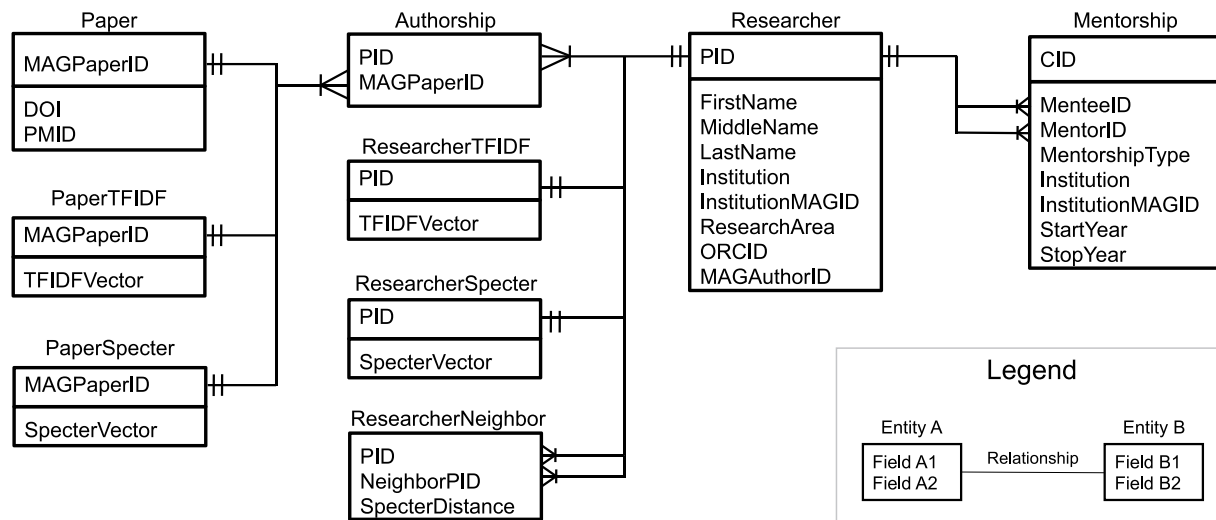 Paper
MAGPaperID
DOI
PMID
PaperTFIDF
MAGPaperID
TFIDFVector
PaperSpecter
MAGPaperID
SpecterVector
Authorship
PID
MAGPaperID
ResearcherTFIDF
PID
TFIDFVector
ResearcherSpecter
PID
SpecterVector
ResearcherNeighbor
PID
NeighborPID
SpecterDistance
Researcher
PID
FirstName
MiddleName
LastName
Institution
InstitutionMAGID
ResearchArea
ORCID
MAGAuthorID
Mentorship
CID
MenteeID
MentorID
MentorshipType
Institution
InstitutionMAGID
StartYear
StopYear
Legend
Entity A
Field A1
Field A2
Relationship
Entity B
Field B1
Field B2